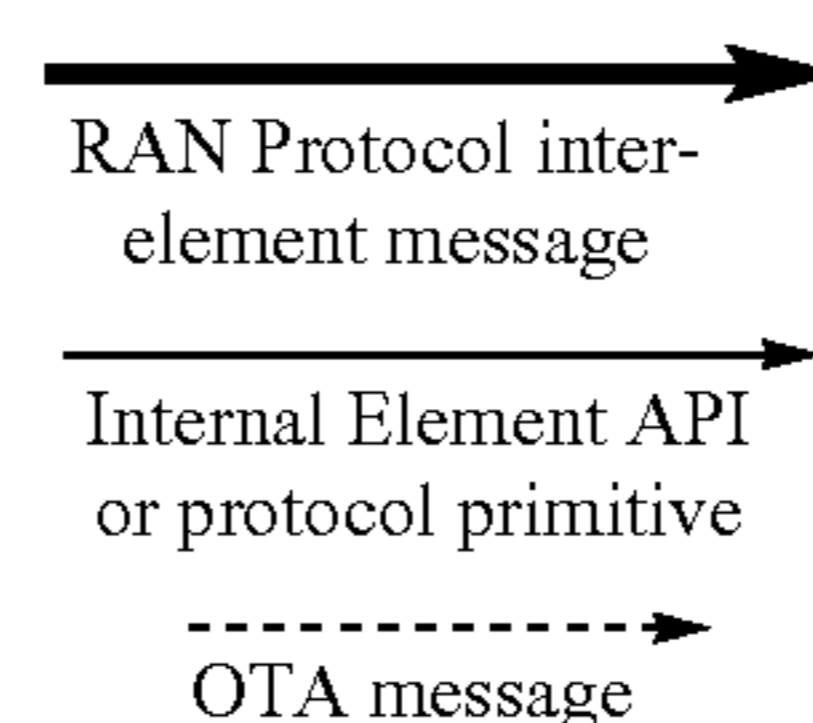 RAN Protocol inter-
element message
Internal Element API
or protocol primitive
OTA message